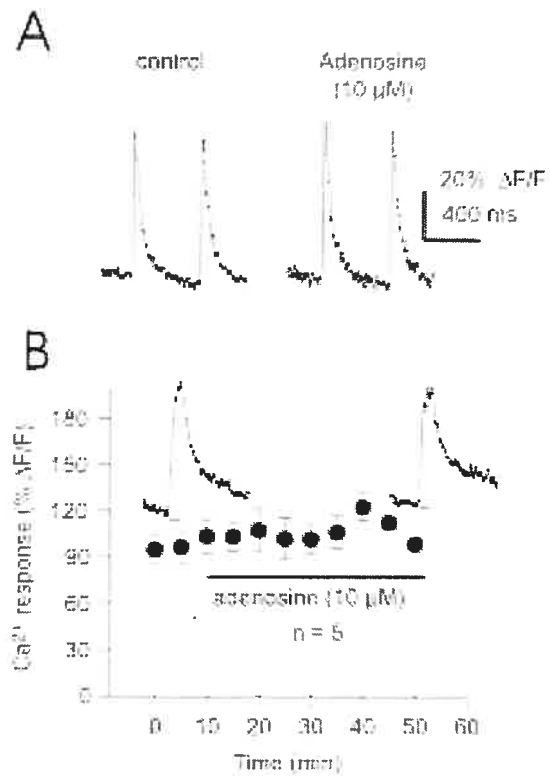 A
control
Adenosine
(10 µM)
20% ΔF/F
400 ms
B
Ca²⁺ response (% ΔF/F)
180
150
120
90
60
30
0
adenosine (10 µM)
n = 5
0 10 20 30 40 50 60
Time (min)